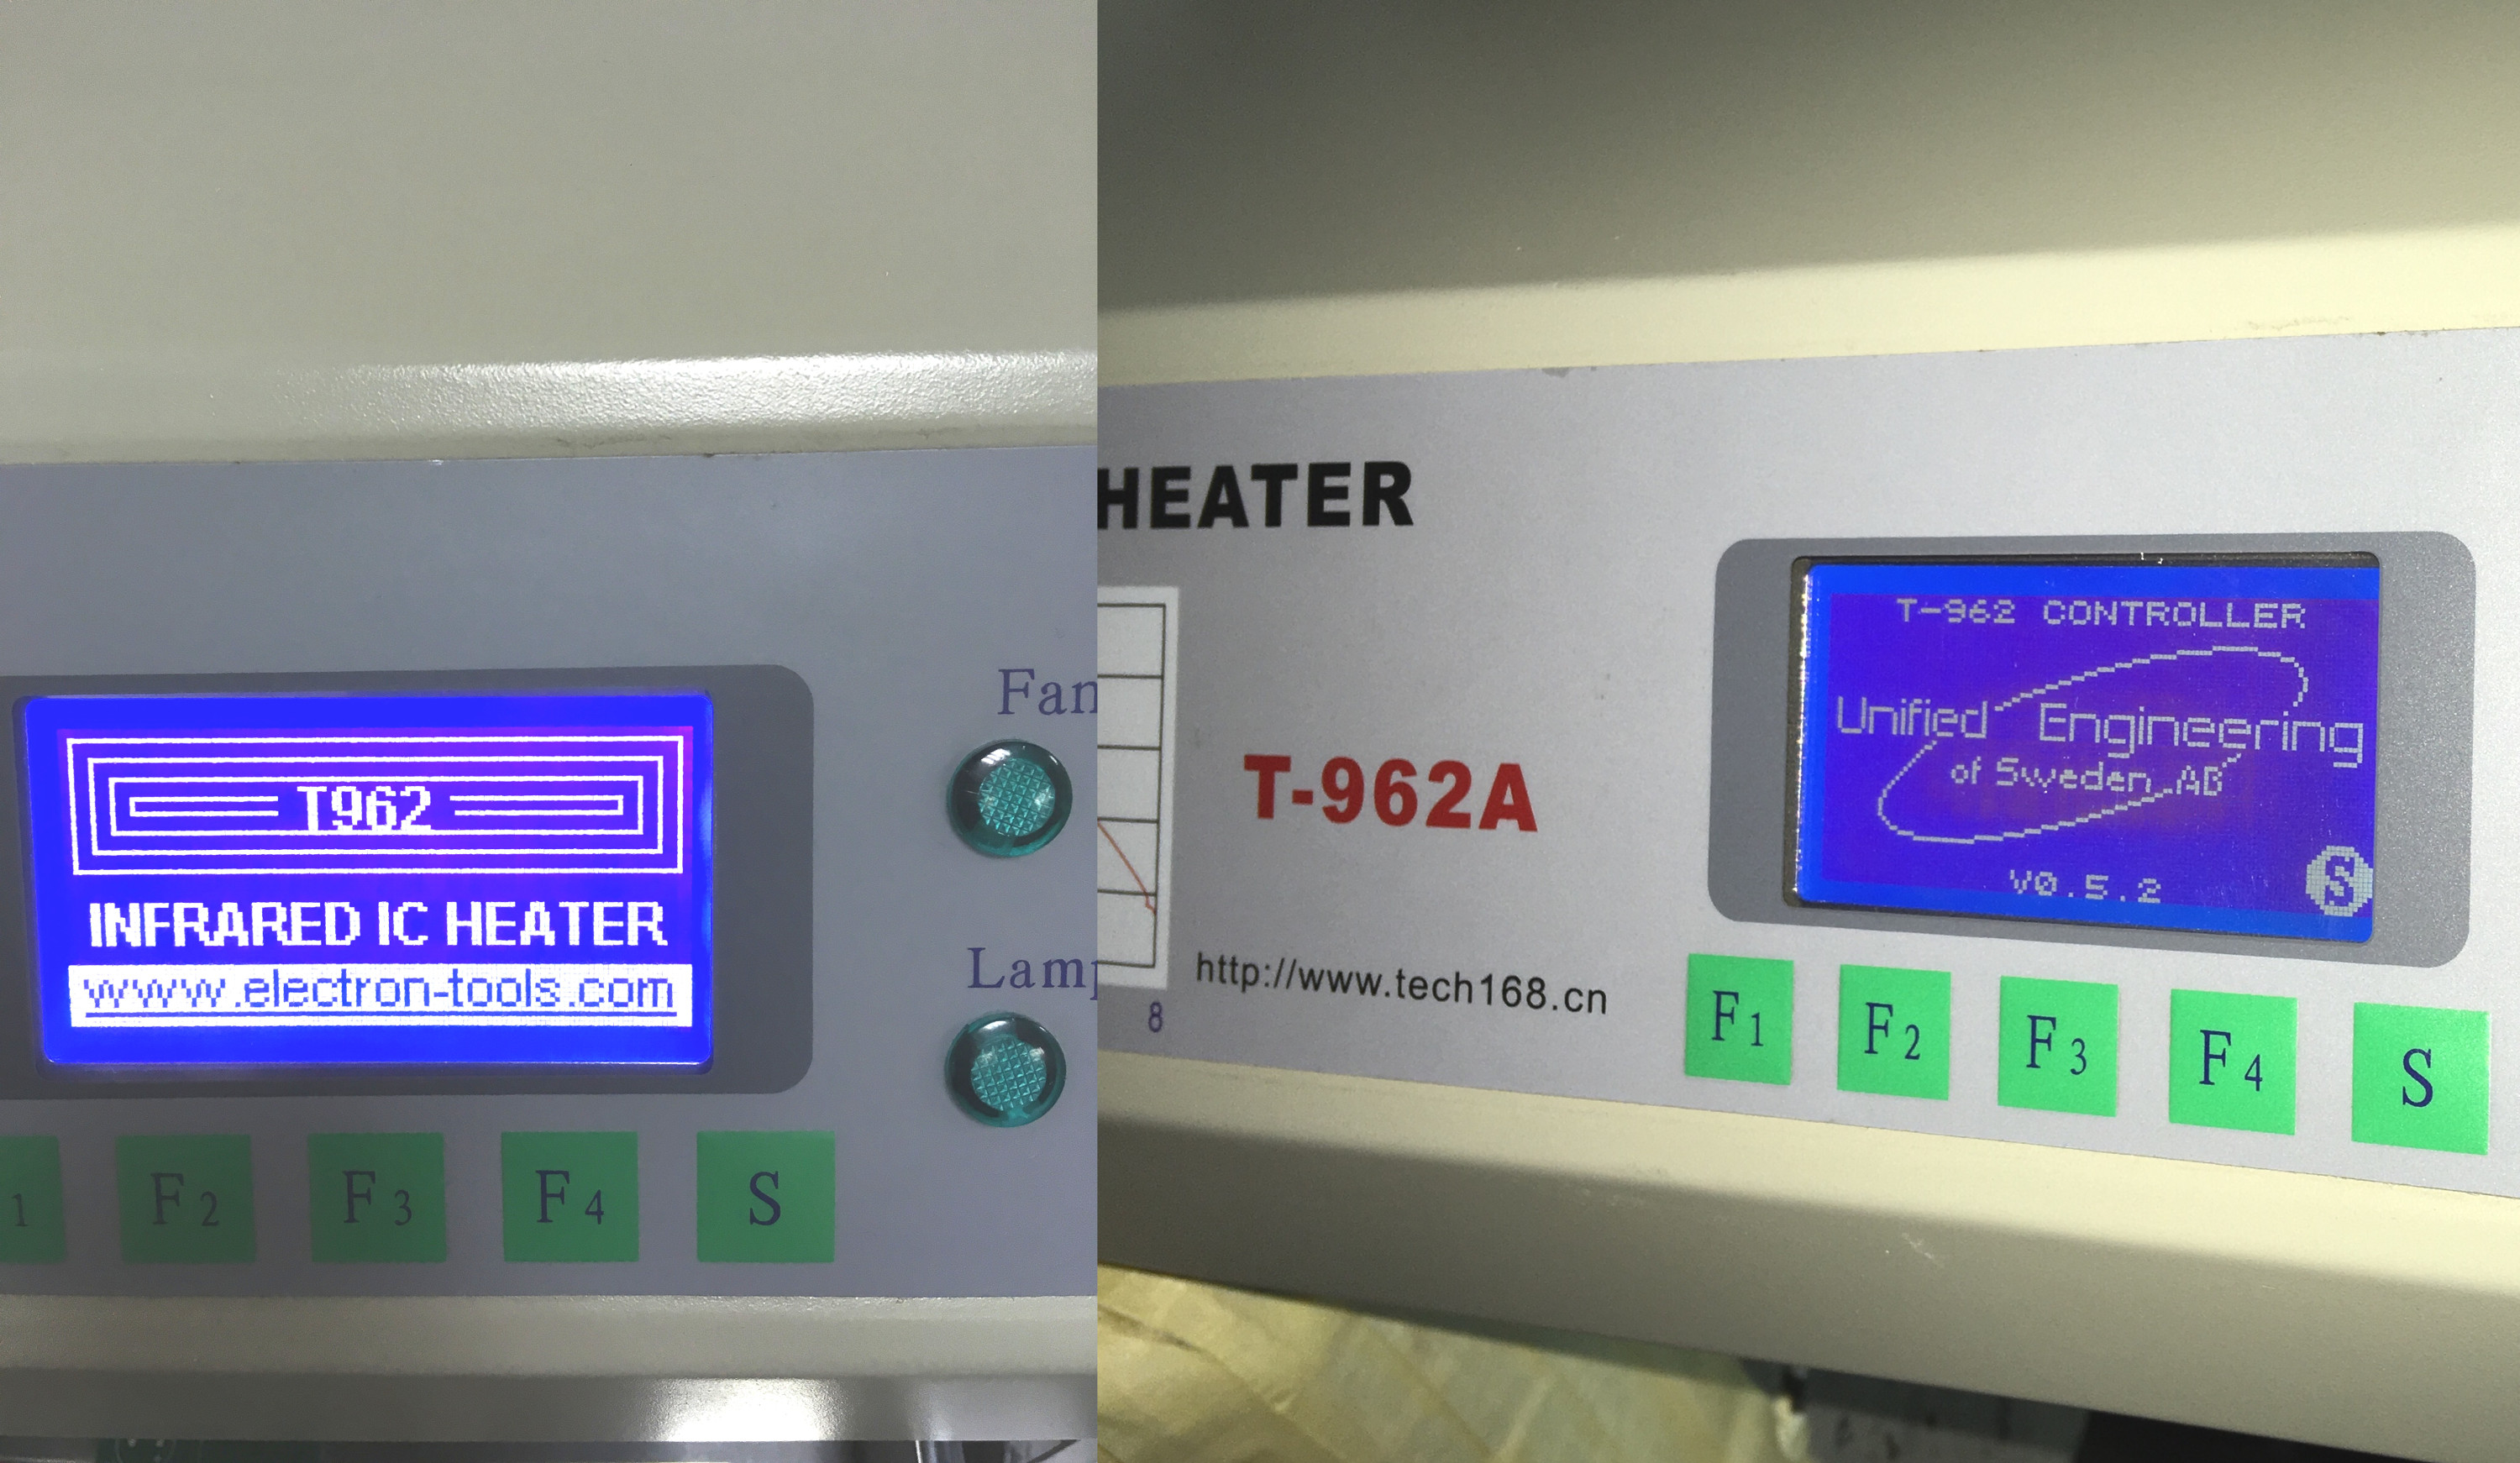 T962
INFRARED IC HEATER
www.electron-tools.com
Fan
1
F2
F3
F4
S
HEATER
T-962A
http://www.tech168.cn
8
T-962 CONTROLLER
Unified Engineering
of Sweden AB
V0.5.2
S
F1
F2
F3
F4
S